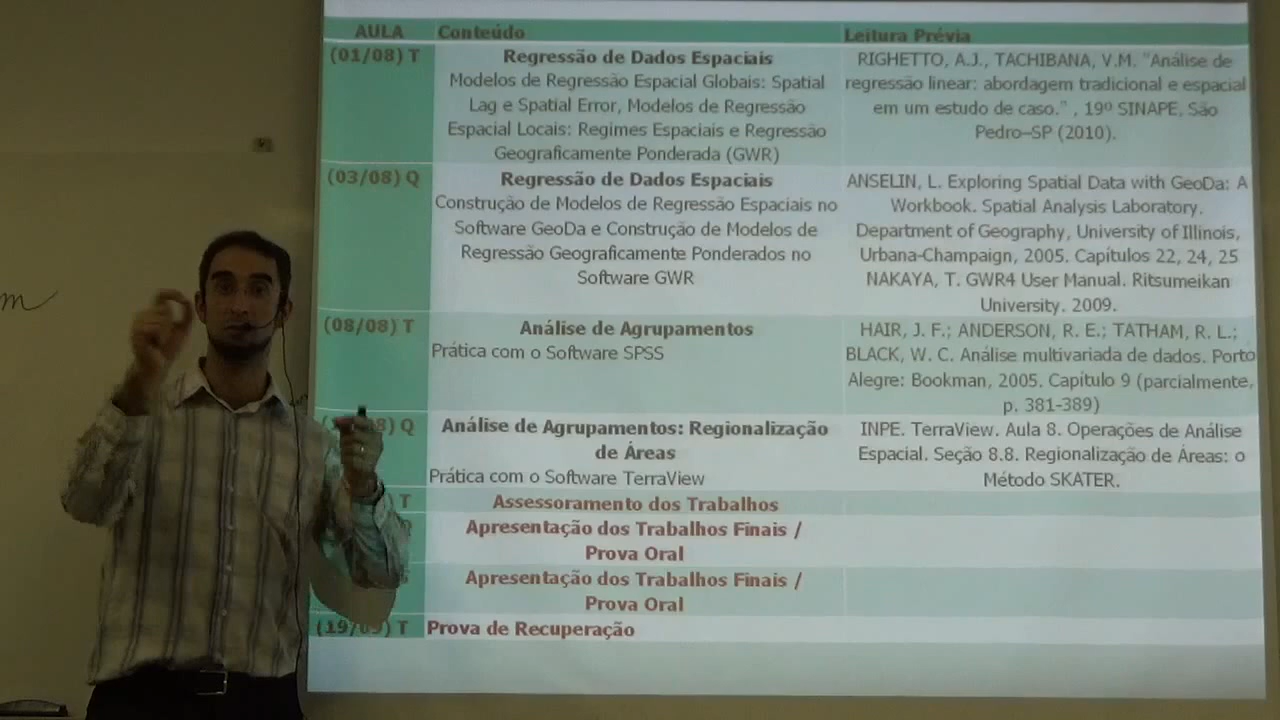 AULA Conteúdo Leitura Prévia
(01/08) T
Regressão de Dados Espaciais
Modelos de Regressão Espacial Globais: Spatial
Lag e Spatial Error, Modelos de Regressão
Espacial Locais: Regimes Espaciais e Regressão
Geograficamente Ponderada (GWR)
RIGHETTO, A.J., TACHIBANA, V.M. "Análise de
regressão linear: abordagem tradicional e espacial
em um estudo de caso." , 19º SINAPE, São
Pedro–SP (2010).
(03/08) Q
Regressão de Dados Espaciais
Construção de Modelos de Regressão Espaciais no
Software GeoDa e Construção de Modelos de
Regressão Geograficamente Ponderados no
Software GWR
ANSELIN, L. Exploring Spatial Data with GeoDa: A
Workbook. Spatial Analysis Laboratory.
Department of Geography, University of Illinois,
Urbana-Champaign, 2005. Capítulos 22, 24, 25
NAKAYA, T. GWR4 User Manual. Ritsumeikan
University. 2009.
(08/08) T
Análise de Agrupamentos
Prática com o Software SPSS
HAIR, J. F.; ANDERSON, R. E.; TATHAM, R. L.;
BLACK, W. C. Análise multivariada de dados. Porto
Alegre: Bookman, 2005. Capítulo 9 (parcialmente,
p. 381-389)
8) Q
Análise de Agrupamentos: Regionalização
de Áreas
Prática com o Software TerraView
INPE. TerraView. Aula 8. Operações de Análise
Espacial. Seção 8.8. Regionalização de Áreas: o
Método SKATER.
T
Assessoramento dos Trabalhos
Apresentação dos Trabalhos Finais /
Prova Oral
Apresentação dos Trabalhos Finais /
Prova Oral
(19/09) T
Prova de Recuperação
m